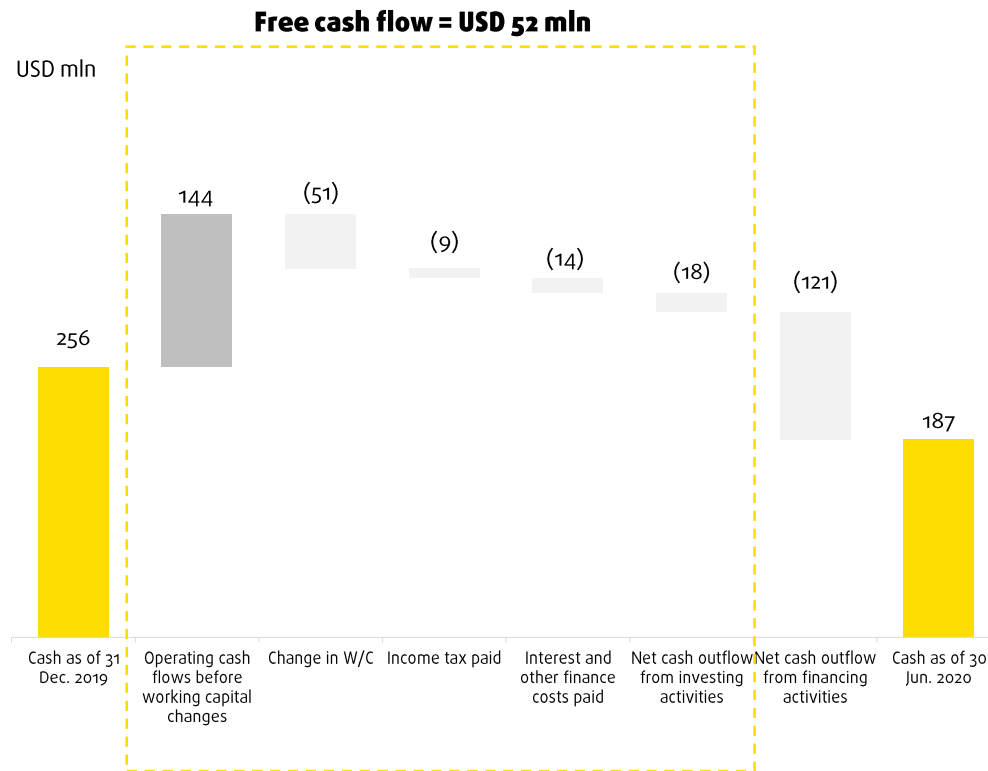 Free cash flow = USD 52 mln
USD mln
256
144
(51)
(9)
(14)
(18)
(121)
187
Cash as of 31
Dec. 2019
Operating cash
flows before
working capital
changes
Change in W/C
Income tax paid
Interest and
other finance
costs paid
Net cash outflow
from investing
activities
Net cash outflow
from financing
activities
Cash as of 30
Jun. 2020